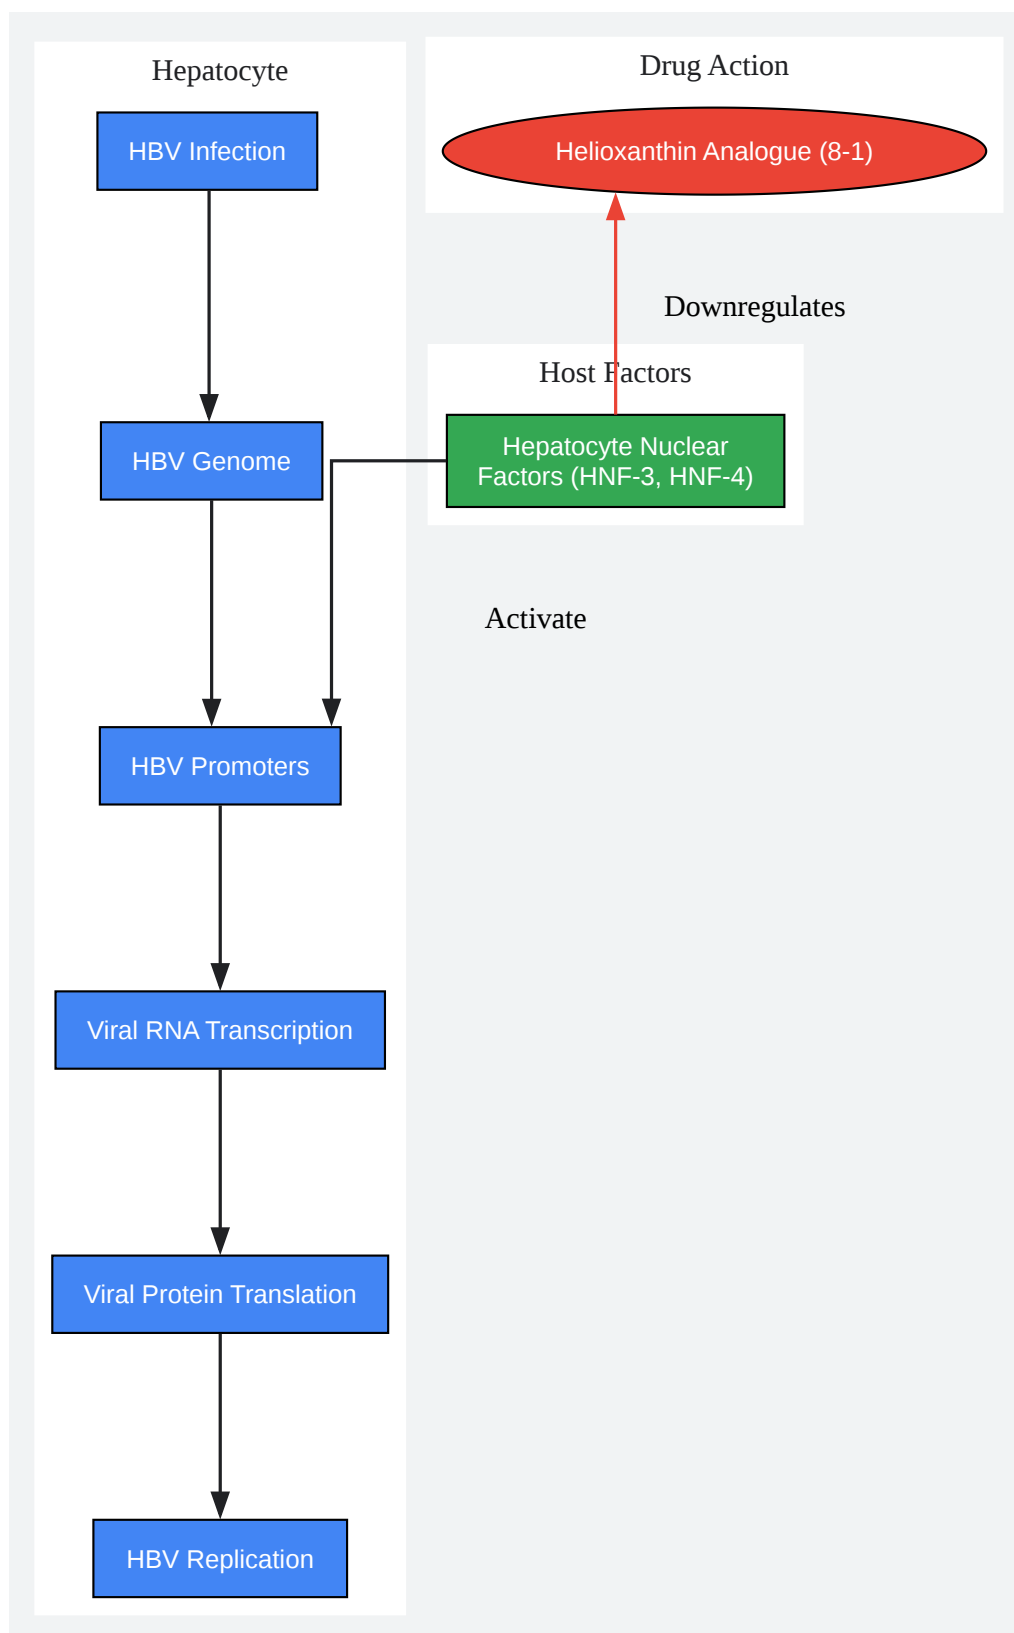 Hepatocyte
HBV Infection
HBV Genome
HBV Promoters
Viral RNA Transcription
Viral Protein Translation
HBV Replication
Drug Action
Helioxanthin Analogue (8-1)
Downregulates
Host Factors
Hepatocyte Nuclear
Factors (HNF-3, HNF-4)
Activate